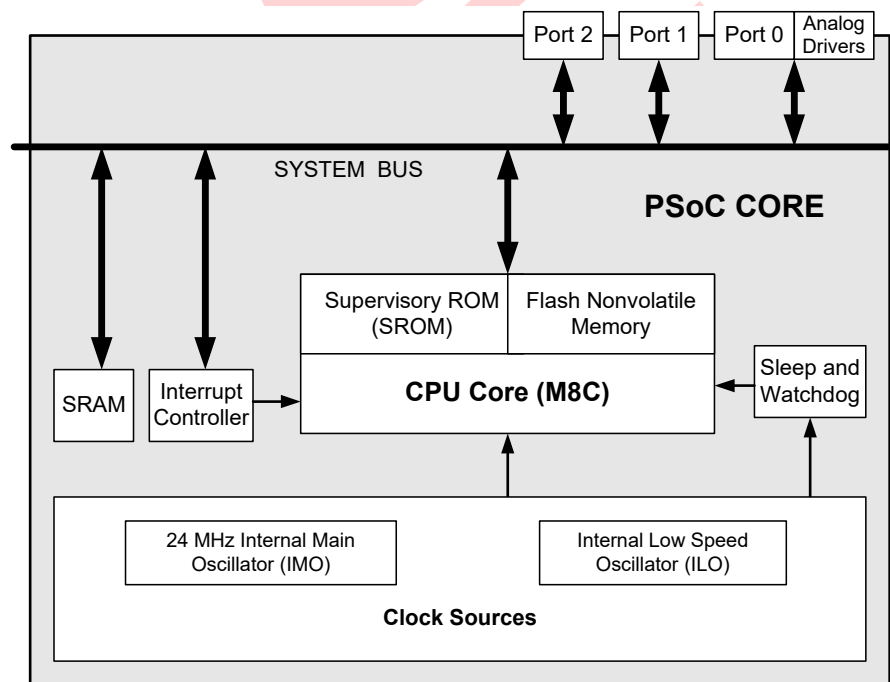 Port 2
Port 1
Port 0
Analog
Drivers
SYSTEM BUS
PSoC CORE
Supervisory ROM
(SROM)
Flash Nonvolatile
Memory
CPU Core (M8C)
SRAM
Interrupt
Controller
Sleep and
Watchdog
24 MHz Internal Main
Oscillator (IMO)
Internal Low Speed
Oscillator (ILO)
Clock Sources